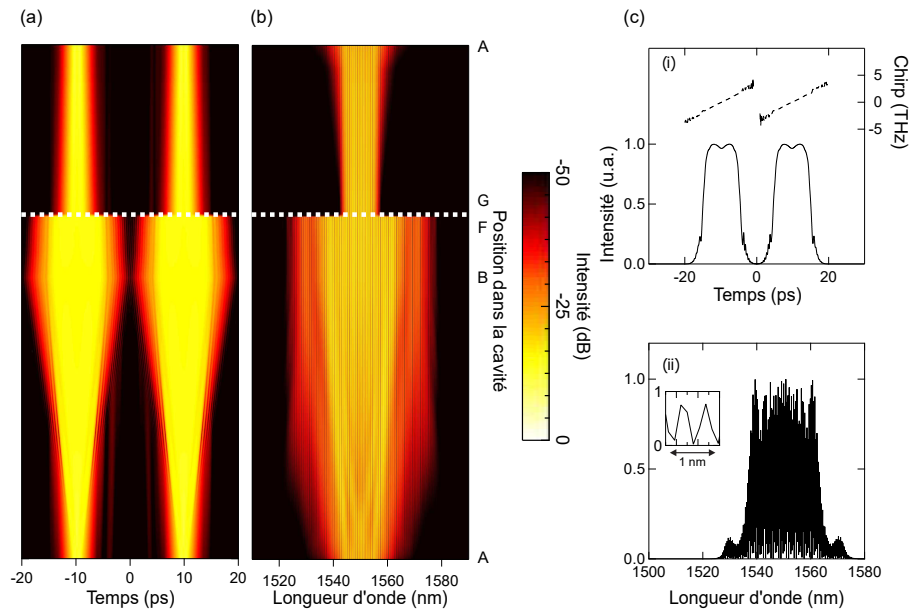 (a)
(b)
(c)
A
G
F
B
A
Position dans la cavité
-20
-10
0
10
20
Temps (ps)
1520
1540
1560
1580
Longueur d'onde (nm)
-50
-25
0
Intensité (dB)
(i)
5
0
-5
Chirp (THz)
1.0
0.5
0.0
Intensité (u.a.)
-20
0
20
Temps (ps)
(ii)
1.0
0.5
0.0
1
0
1 nm
1500
1520
1540
1560
1580
Longueur d'onde (nm)